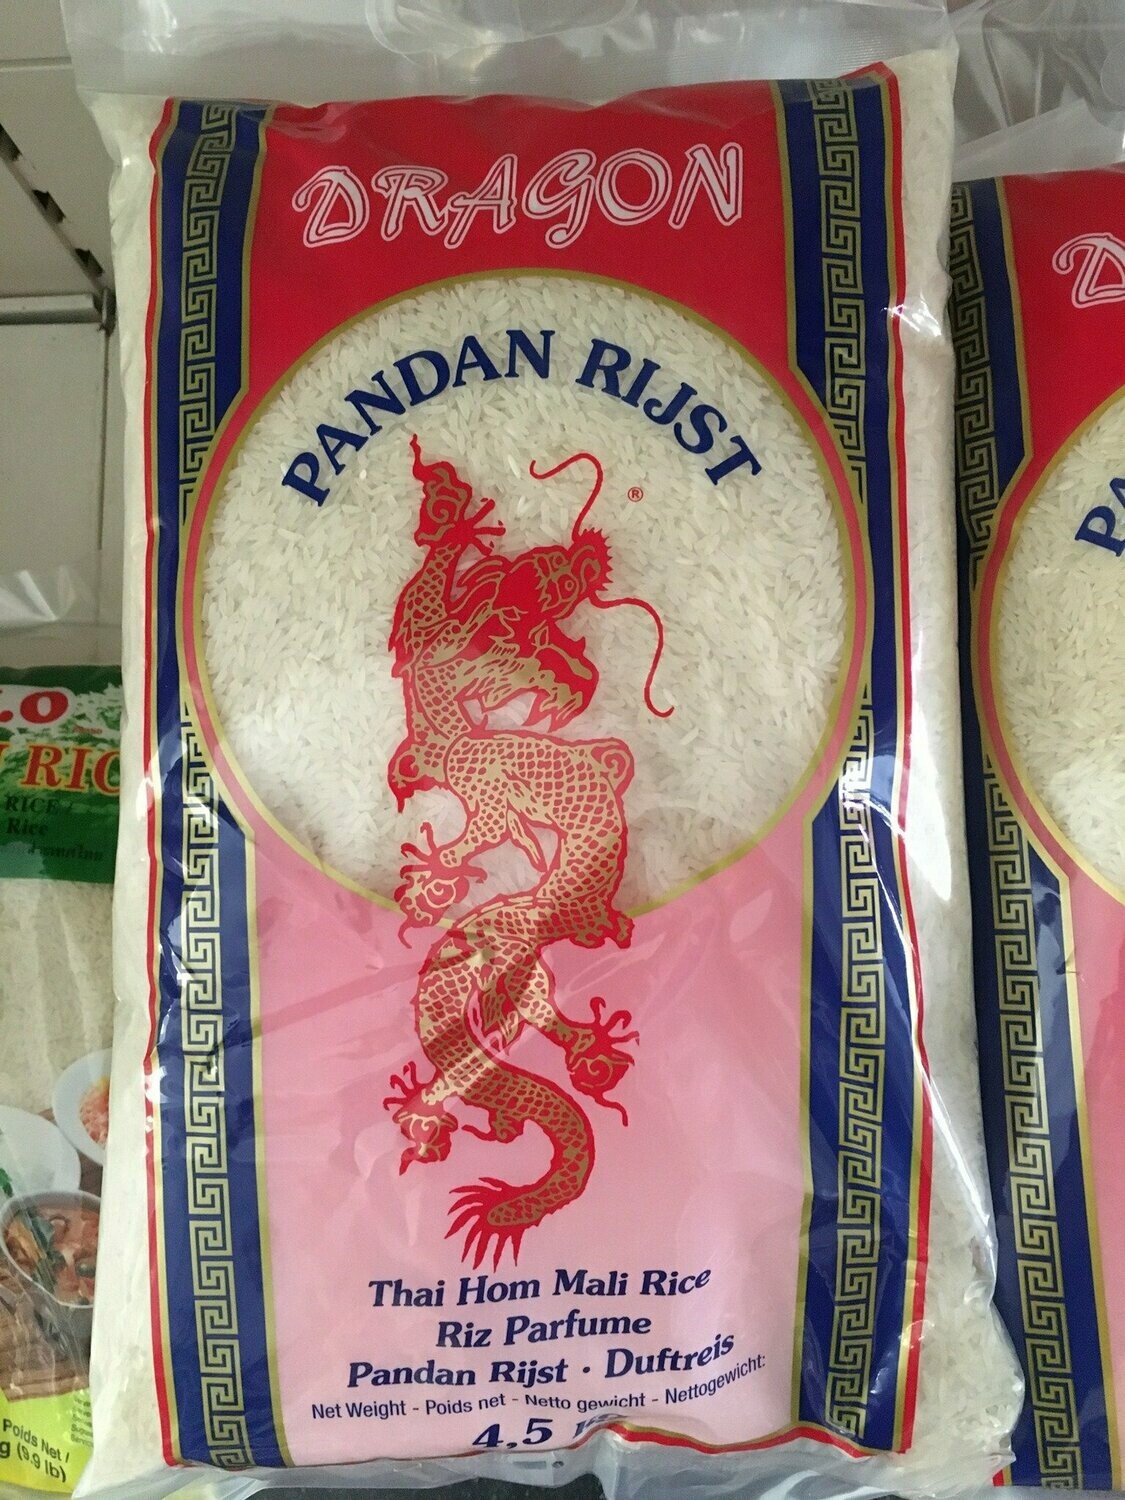 DRAGON
PANDAN RIJST
®
Thai Hom Mali Rice
Riz Parfume
Pandan Rijst · Duftreis
Net Weight - Poids net - Netto gewicht - Nettogewicht:
4,5
.O
RIC
RICE /
Rice
Poids Net /
g (9.9 lb)
D
PA